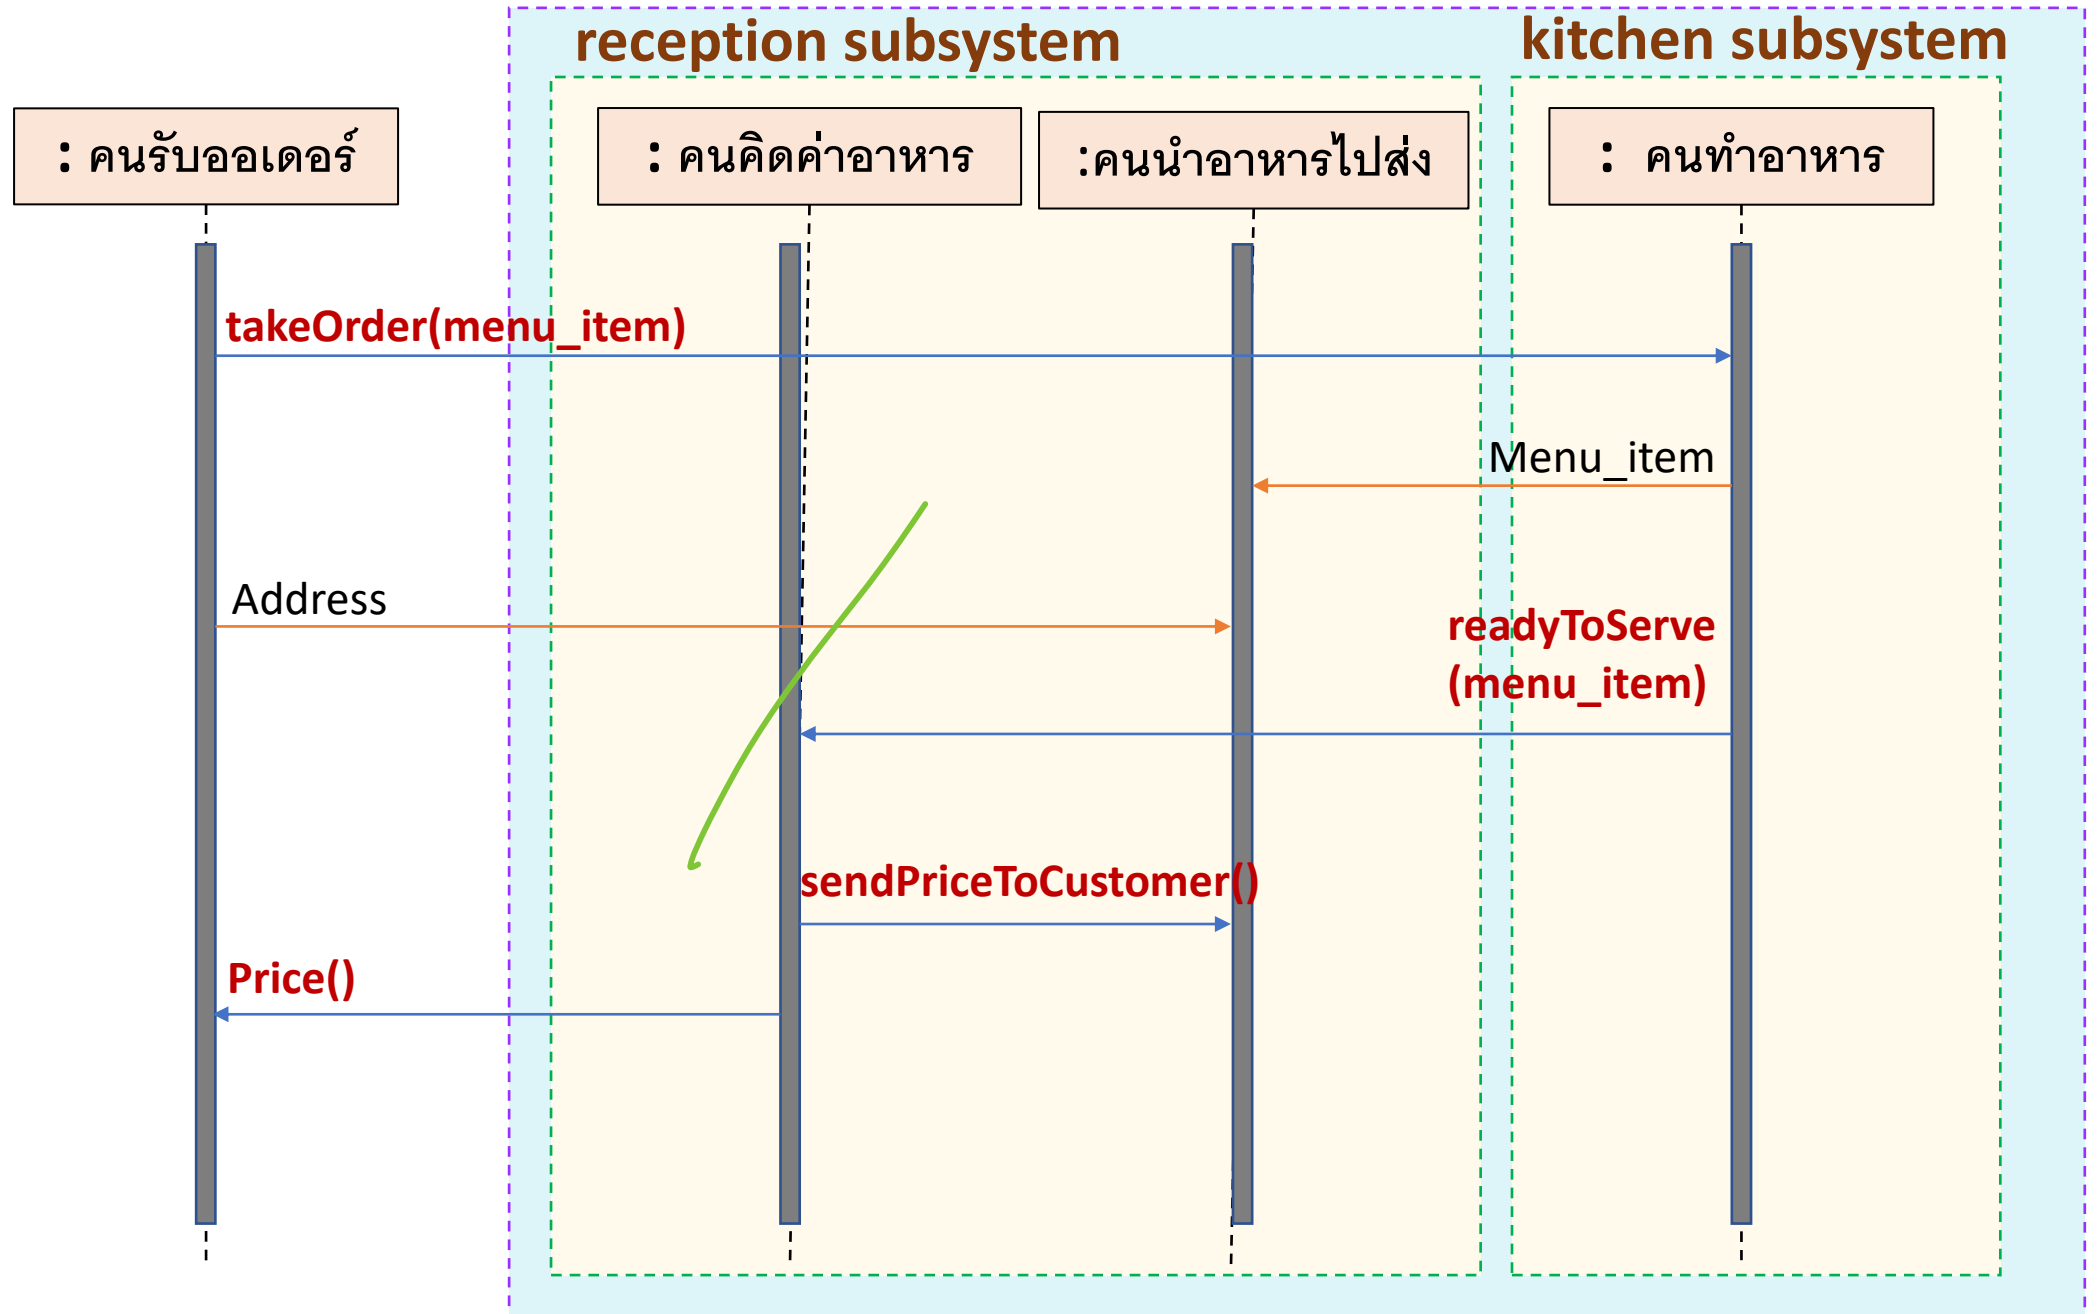 reception subsystem
kitchen subsystem
: คนรับออเดอร์
: คนคิดค่าอาหาร
:คนนำอาหารไปส่ง
: คนทำอาหาร
takeOrder(menu_item)
Menu_item
Address
readyToServe
(menu_item)
sendPriceToCustomer()
Price()